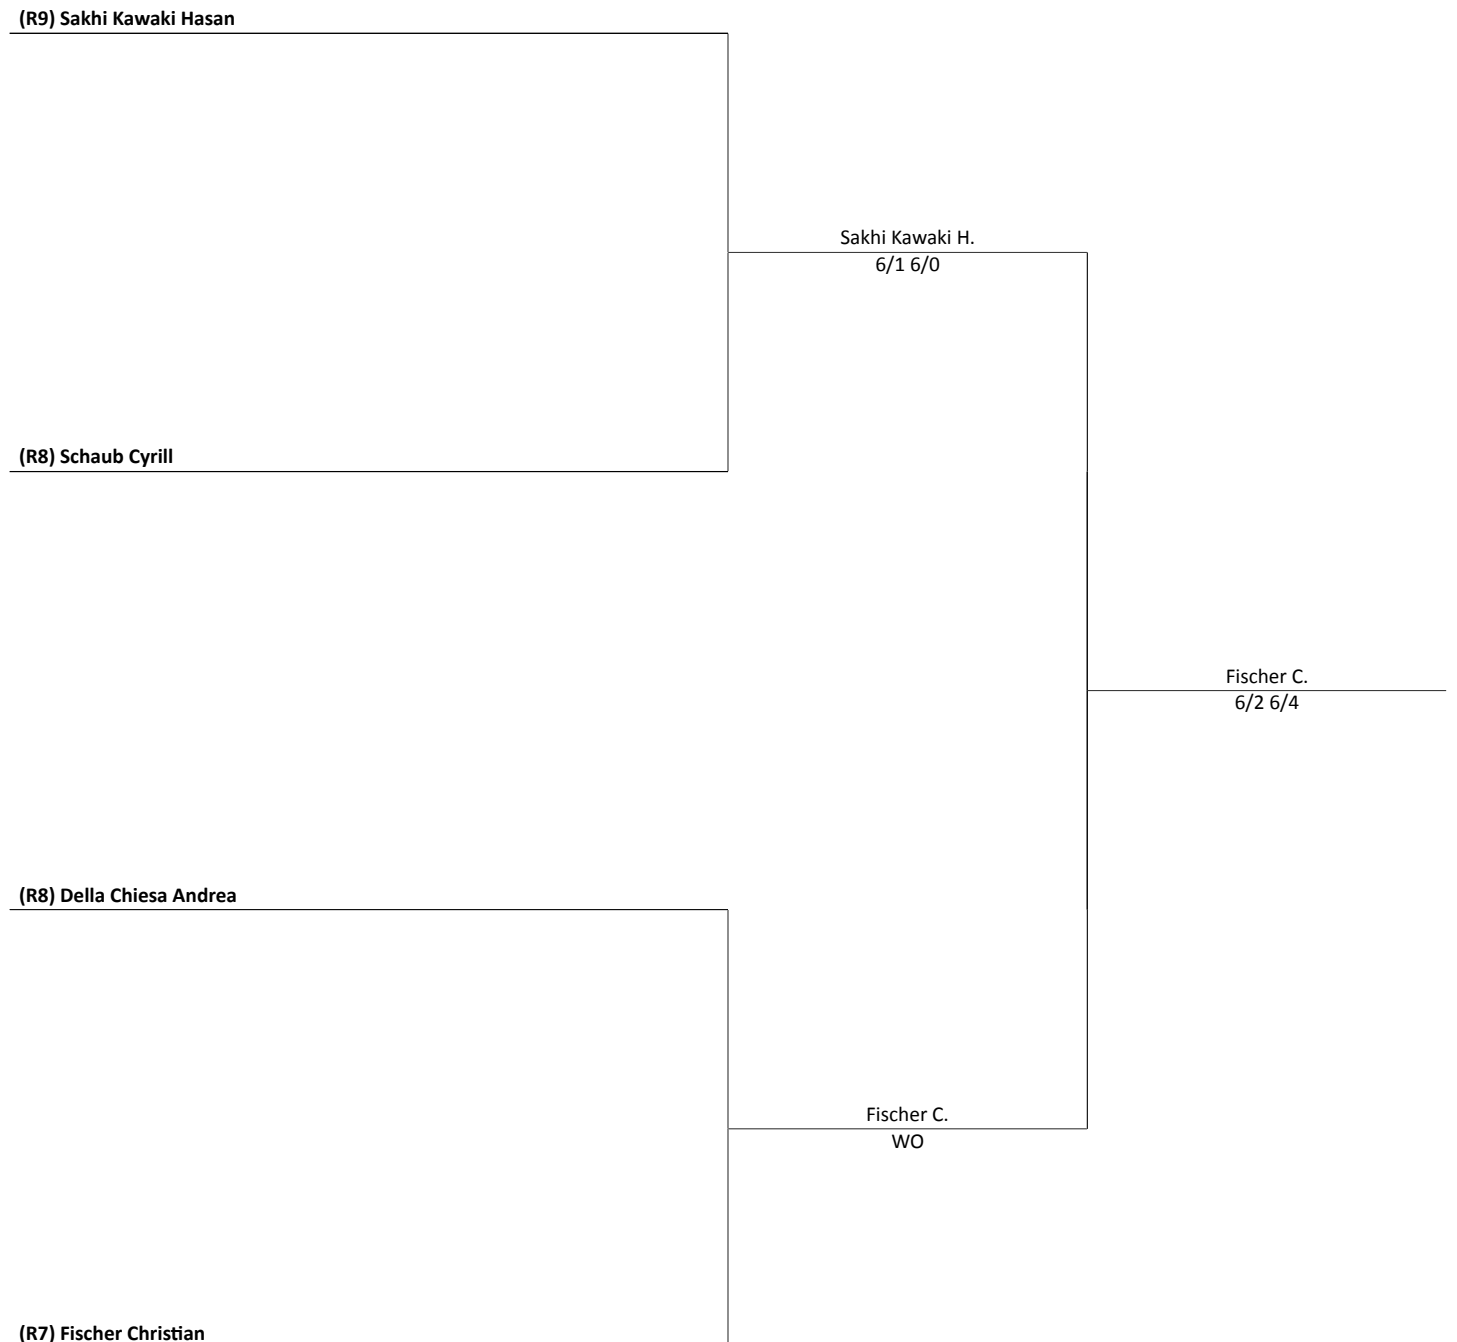 (R9) Sakhi Kawaki Hasan
Sakhi Kawaki H.
6/1 6/0
(R8) Schaub Cyrill
Fischer C.
6/2 6/4
(R8) Della Chiesa Andrea
Fischer C.
WO
(R7) Fischer Christian